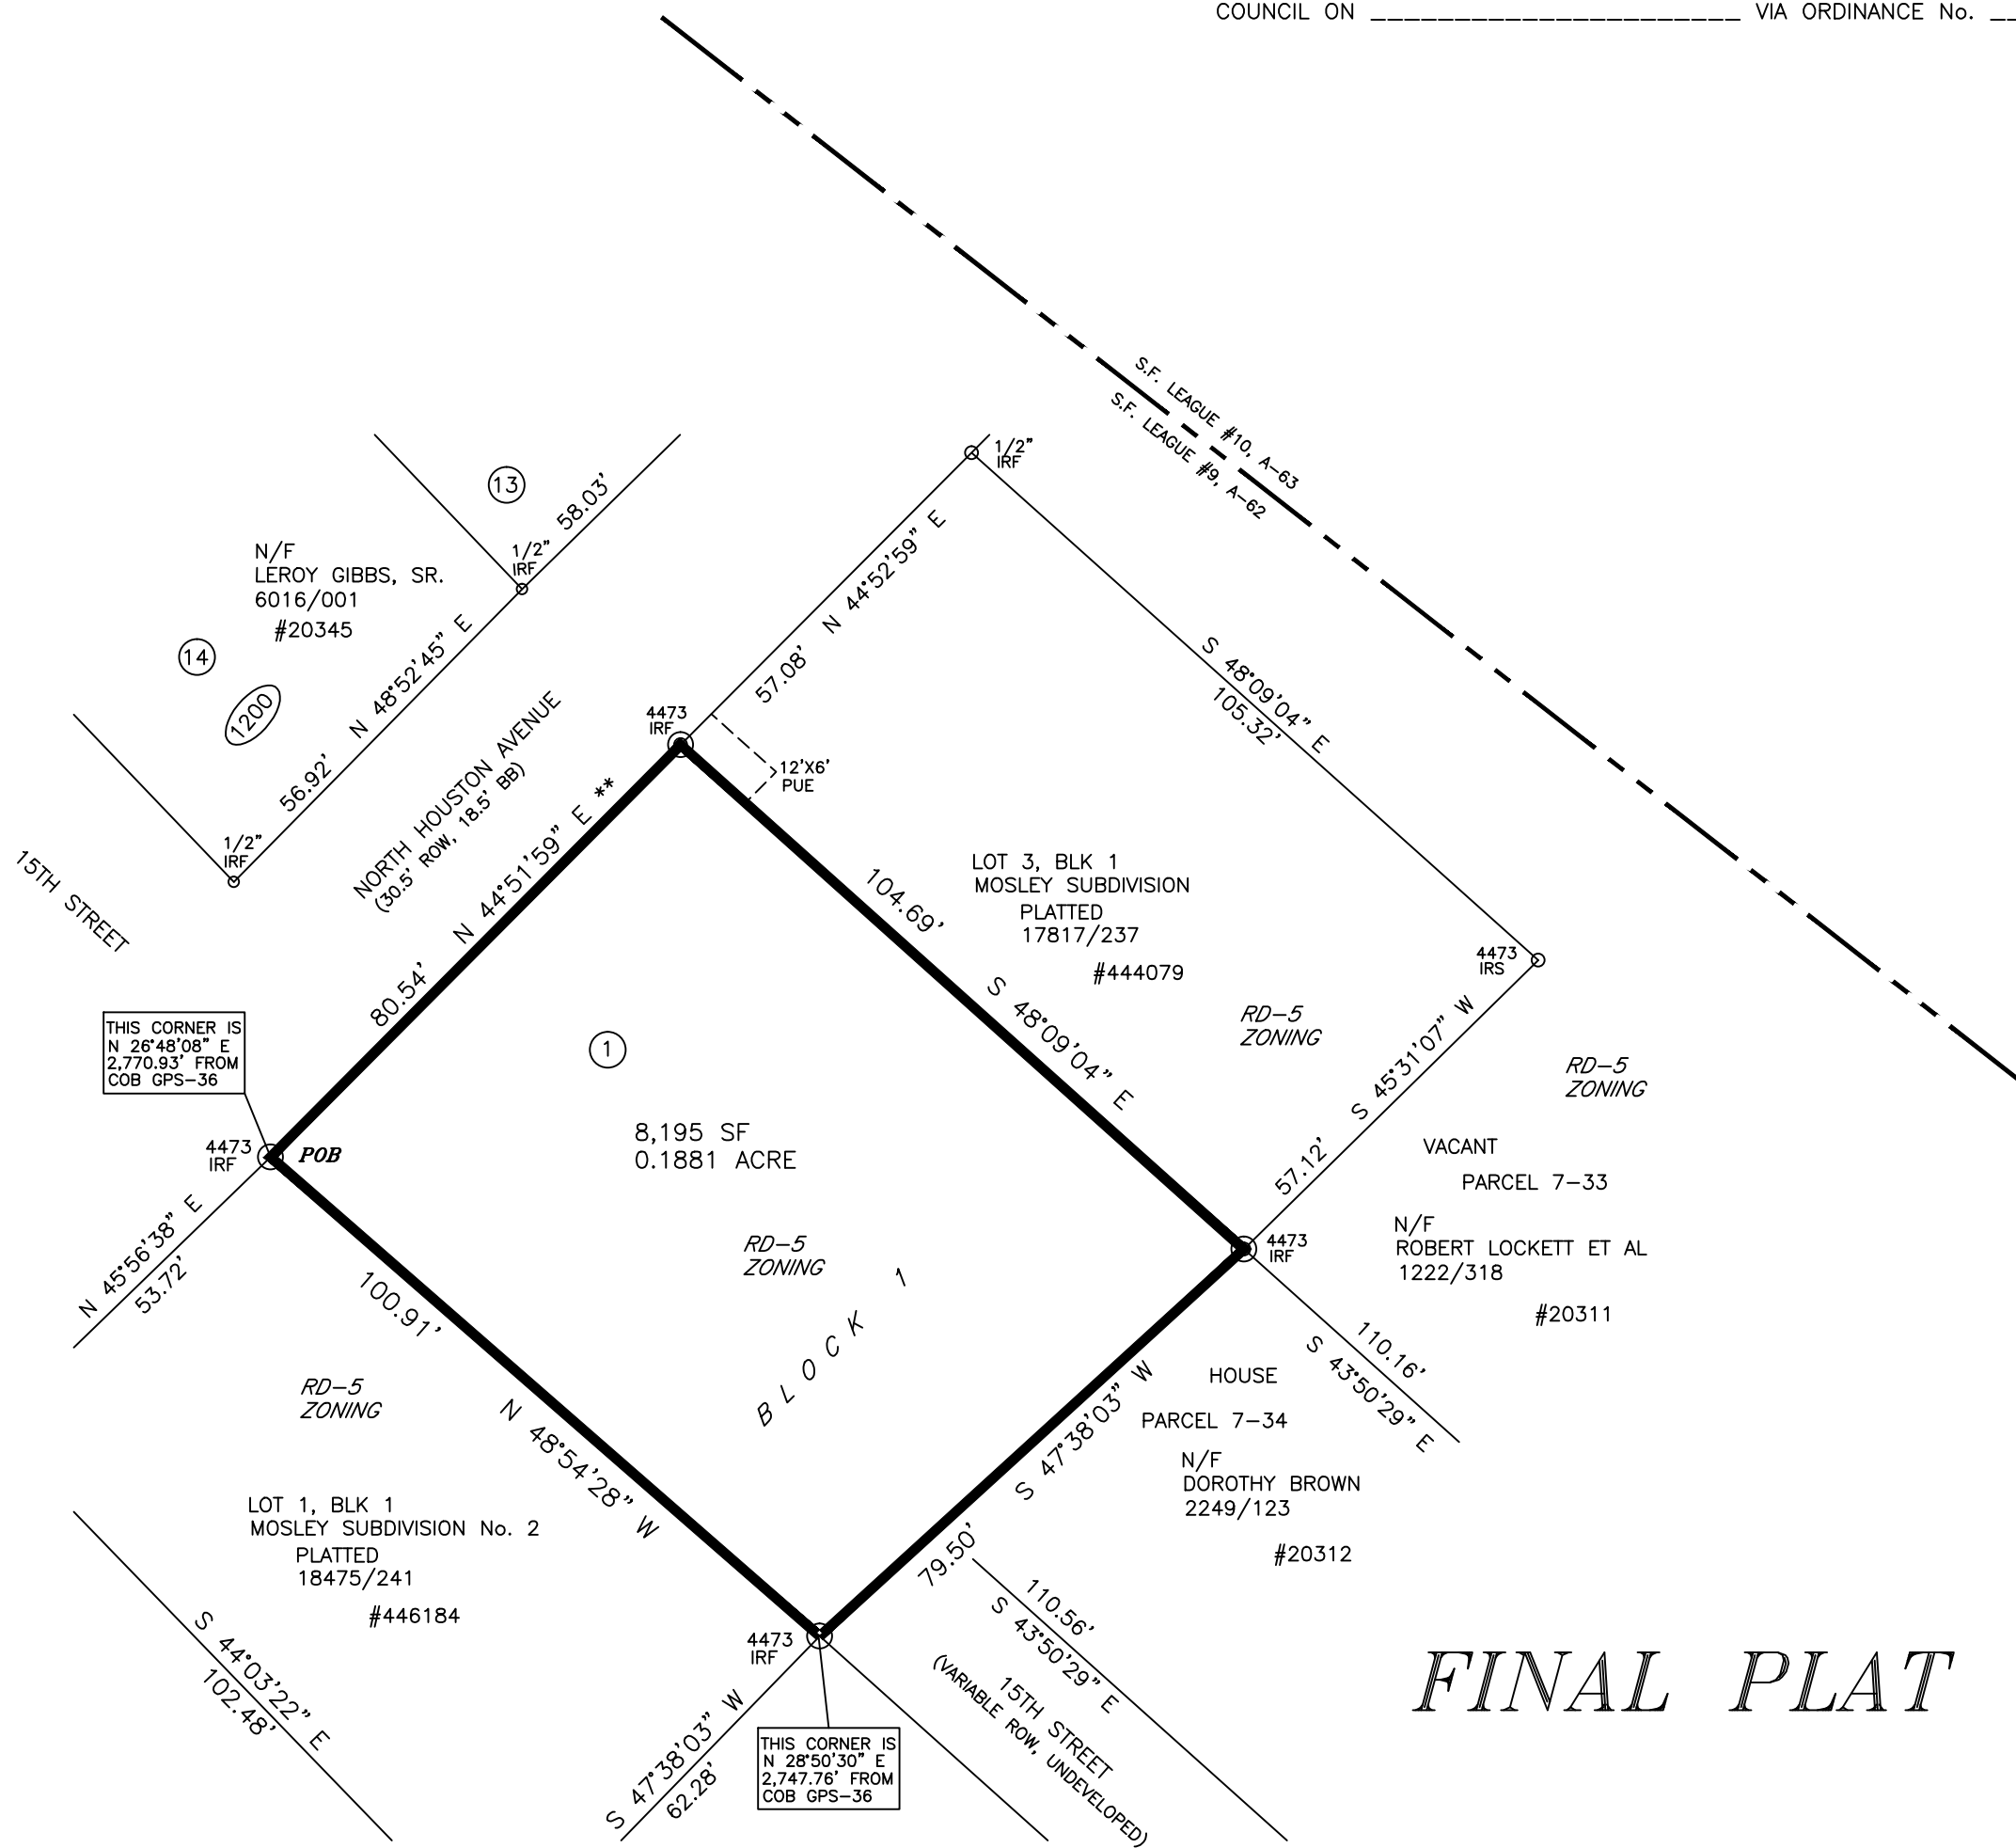 COUNCIL ON ______________________ VIA ORDINANCE No. __
S.F. LEAGUE #10, A-63
S.F. LEAGUE #9, A-62
13
58.03'
1/2"
IRF
1/2"
IRF
N/F
LEROY GIBBS, SR.
6016/001
#20345
14
1200
56.92' N 48°52'45" E
1/2"
IRF
15TH STREET
NORTH HOUSTON AVENUE
(30.5' ROW, 18.5' BB)
57.08' N 44°52'59" E
S 48°09'04" E
105.32'
4473
IRF
12'X6'
PUE
80.54' N 44°51'59" E **
104.69' S 48°09'04" E
LOT 3, BLK 1
MOSLEY SUBDIVISION
PLATTED
17817/237
#444079
4473
IRS
RD-5
ZONING
RD-5
ZONING
57.12' S 45°31'07" W
THIS CORNER IS
N 26°48'08" E
2,770.93' FROM
COB GPS-36
1
4473
IRF
POB
8,195 SF
0.1881 ACRE
VACANT
PARCEL 7-33
N/F
ROBERT LOCKETT ET AL
1222/318
#20311
N 45°56'38" E
53.72'
RD-5
ZONING
BLOCK 1
4473
IRF
110.16'
S 43°50'29" E
100.91' N 48°54'28" W
RD-5
ZONING
HOUSE
PARCEL 7-34
N/F
DOROTHY BROWN
2249/123
#20312
79.50' S 47°38'03" W
LOT 1, BLK 1
MOSLEY SUBDIVISION No. 2
PLATTED
18475/241
#446184
4473
IRF
S 44°03'22" E
102.48'
110.56'
S 43°50'29" E
15TH STREET
(VARIABLE ROW, UNDEVELOPED)
S 47°38'03" W
62.28'
THIS CORNER IS
N 28°50'30" E
2,747.76' FROM
COB GPS-36
FINAL PLAT